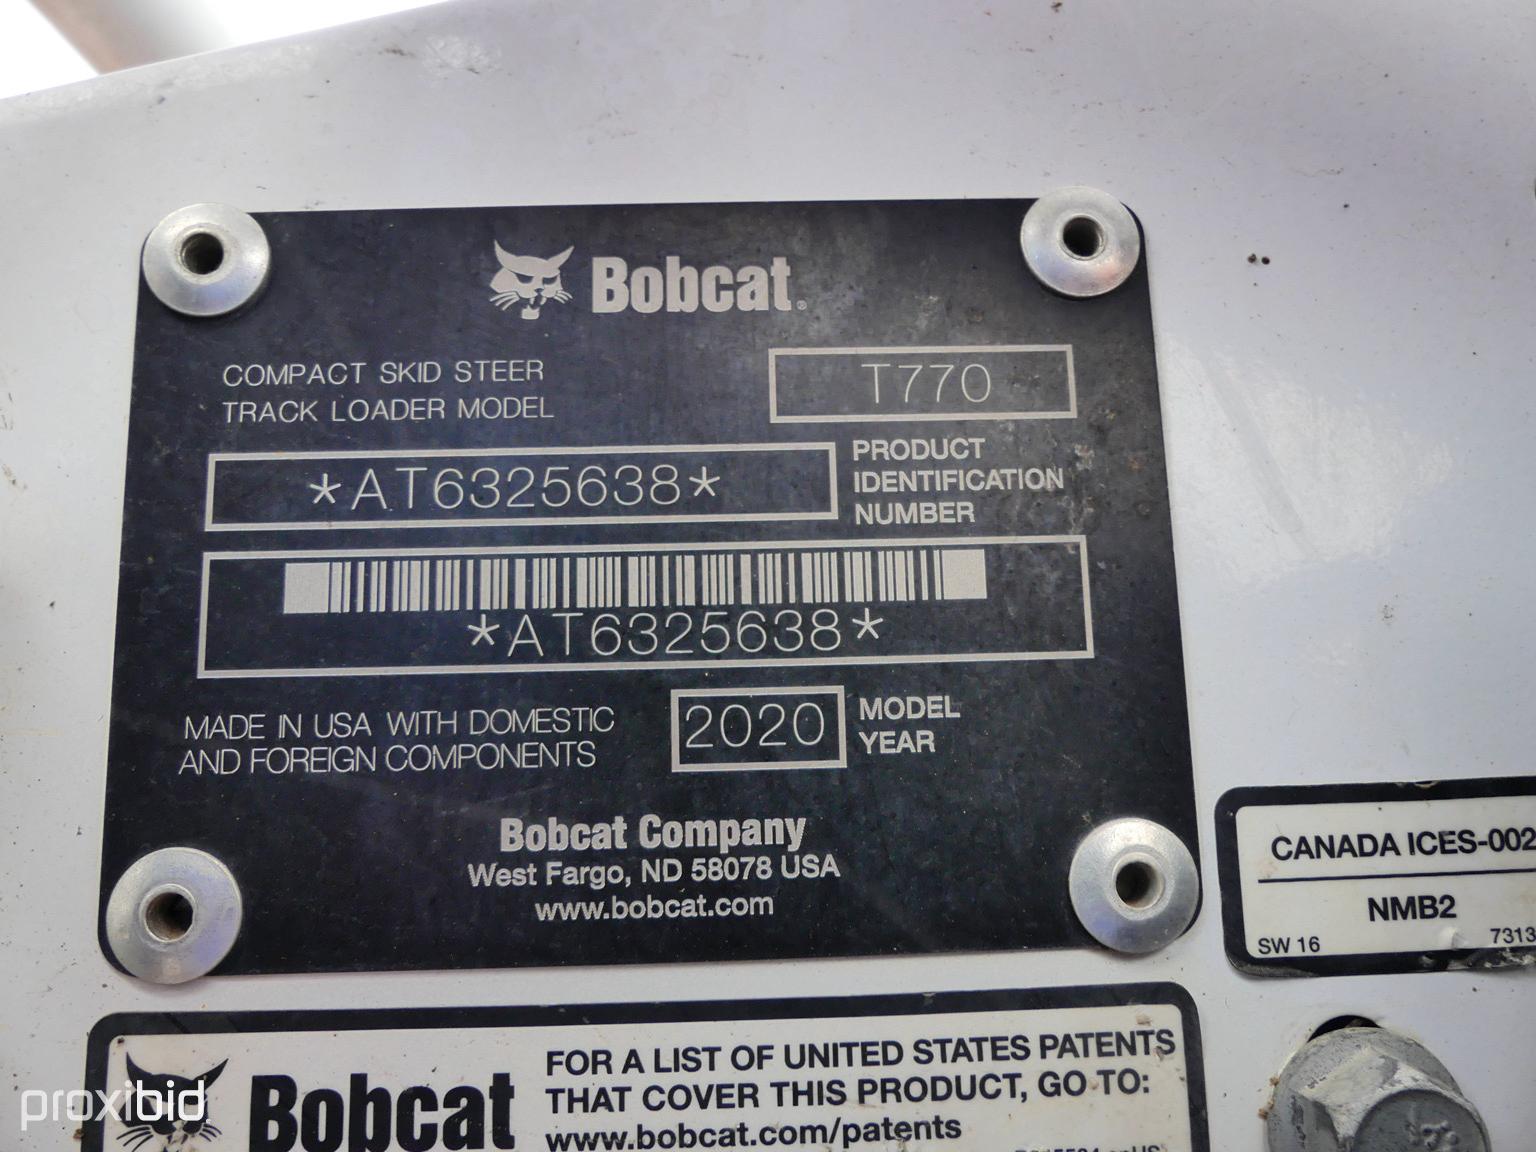 Bobcat®
COMPACT SKID STEER
TRACK LOADER MODEL
T770
*AT6325638*
PRODUCT
IDENTIFICATION
NUMBER
*AT6325638*
MADE IN USA WITH DOMESTIC
AND FOREIGN COMPONENTS
2020
MODEL
YEAR
Bobcat Company
West Fargo, ND 58078 USA
www.bobcat.com
CANADA ICES-002
NMB2
SW 16
7313
Bobcat
FOR A LIST OF UNITED STATES PATENTS
THAT COVER THIS PRODUCT, GO TO:
www.bobcat.com/patents
proxibid